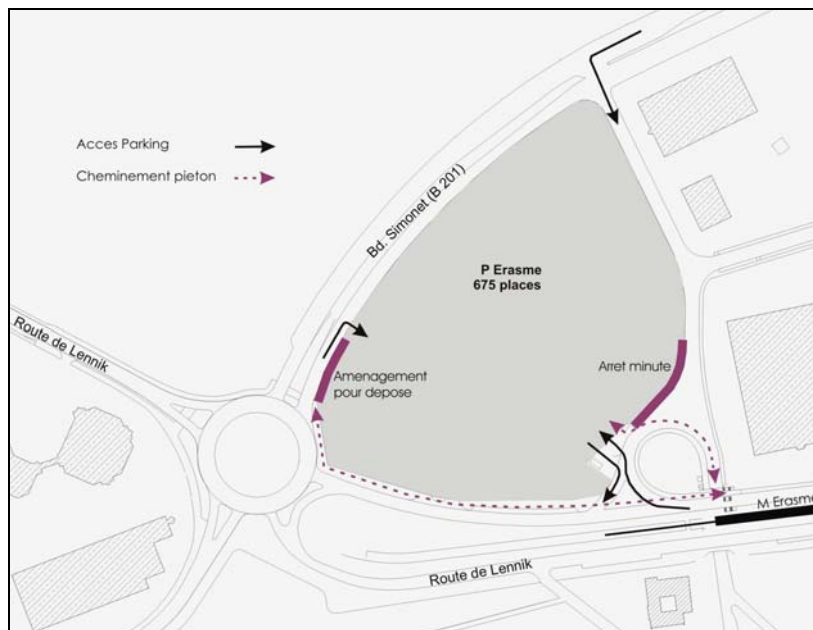 Acces Parking
Cheminement pieton
Bd. Simonet (B 201)
P Erasme
675 places
Route de Lennik
Amenagement
pour depose
Arret minute
M Erasme
Route de Lennik